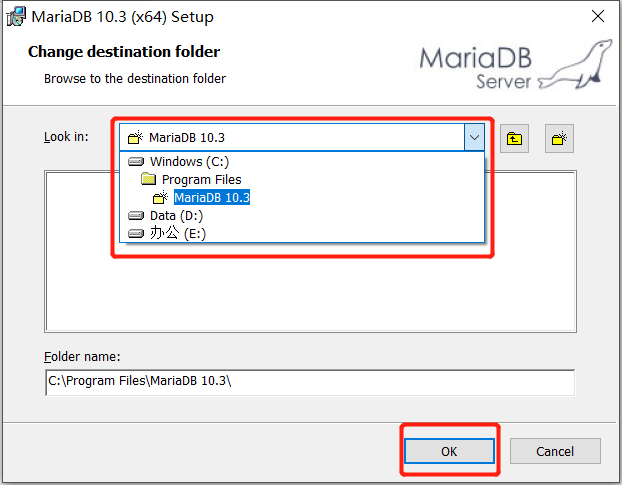 MariaDB 10.3 (x64) Setup
Change destination folder
Browse to the destination folder
MariaDB
Server
Look in:
MariaDB 10.3
Windows (C:)
Program Files
MariaDB 10.3
Data (D:)
办公 (E:)
Folder name:
C:\Program Files\MariaDB 10.3\
OK
Cancel